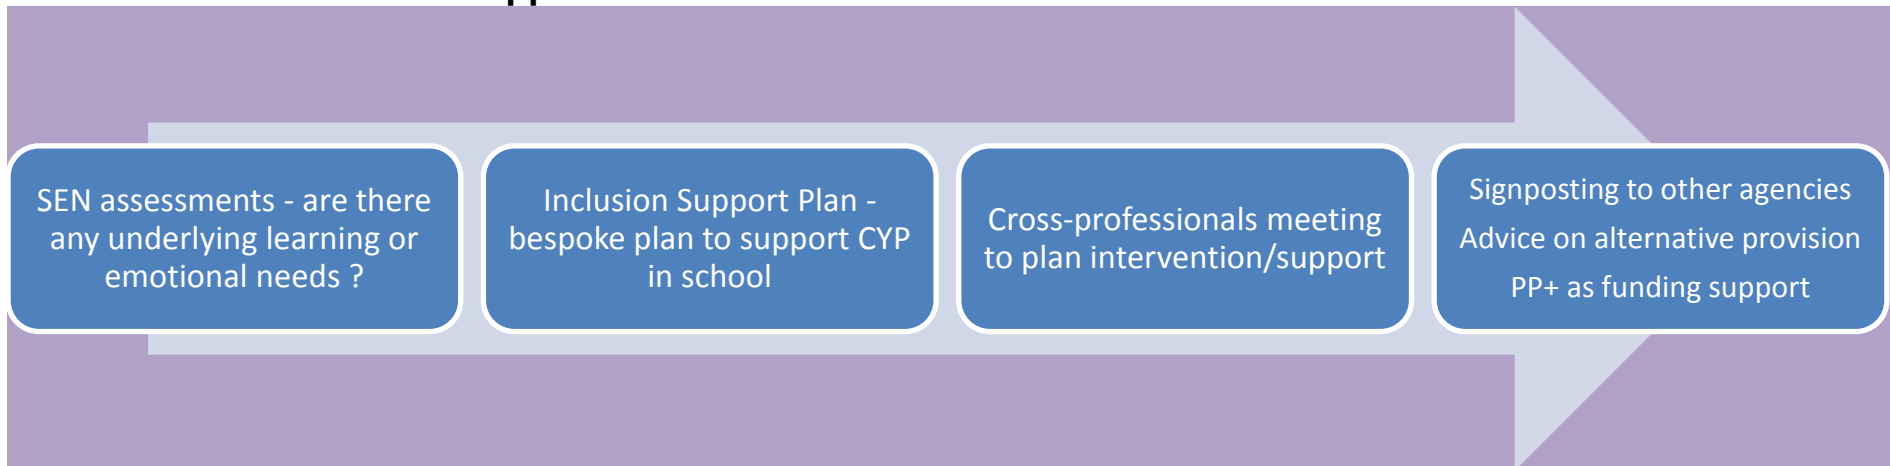 SEN assessments - are there
any underlying learning or
emotional needs ?
Inclusion Support Plan -
bespoke plan to support CYP
in school
Cross-professionals meeting
to plan intervention/support
Signposting to other agencies
Advice on alternative provision
PP+ as funding support